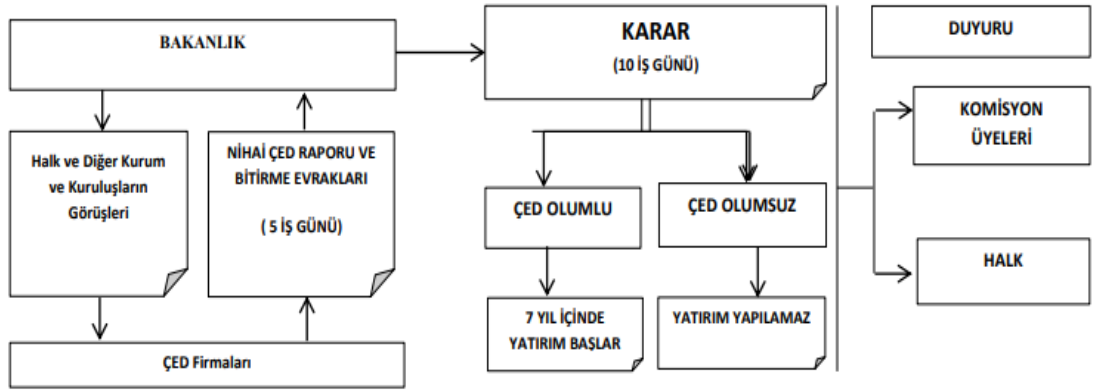 BAKANLIK
Halk ve Diğer Kurum
ve Kuruluşların
Görüşleri
NİHAİ ÇED RAPORU VE
BİTİRME EVRAKLARI
( 5 İŞ GÜNÜ)
ÇED Firmaları
KARAR
(10 İŞ GÜNÜ)
ÇED OLUMLU
ÇED OLUMSUZ
7 YIL İÇİNDE
YATIRIM BAŞLAR
YATIRIM YAPILAMAZ
DUYURU
KOMİSYON
ÜYELERİ
HALK